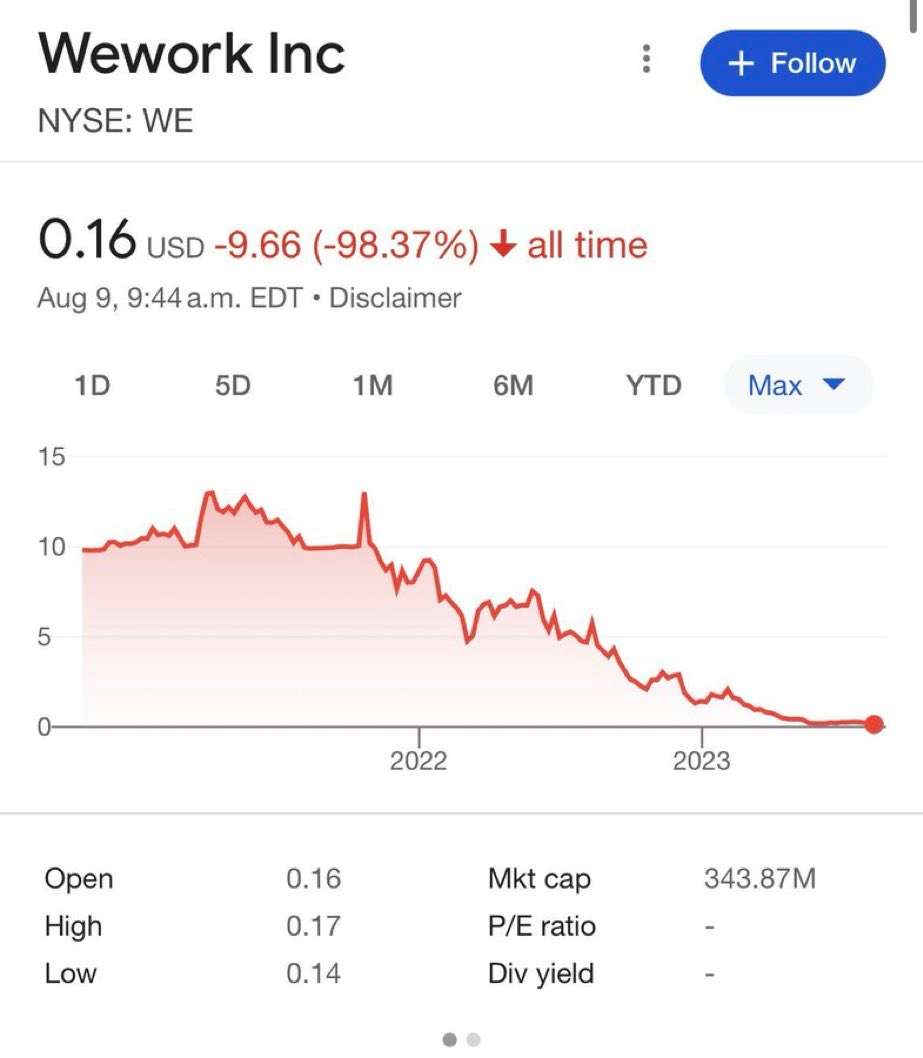 Wework Inc
+ Follow
NYSE: WE
0.16 USD -9.66 (-98.37%) ↓ all time
Aug 9, 9:44 a.m. EDT • Disclaimer
1D 5D 1M 6M YTD Max
15
10
5
0
2022 2023
Open 0.16 Mkt cap 343.87M
High 0.17 P/E ratio -
Low 0.14 Div yield -